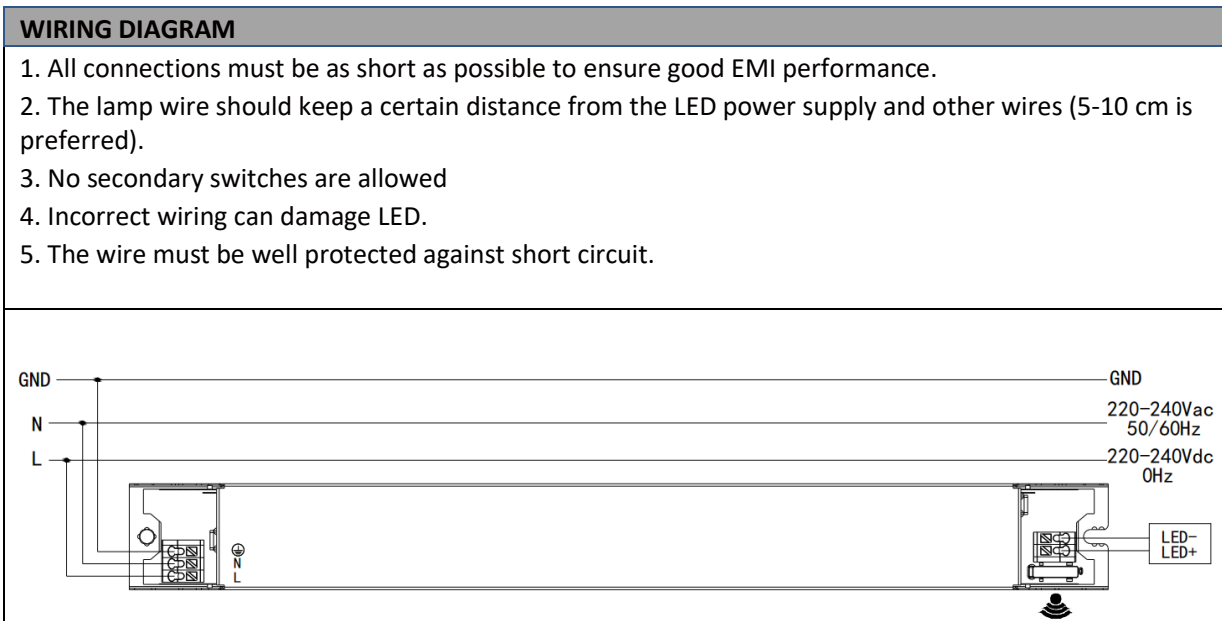 WIRING DIAGRAM
1. All connections must be as short as possible to ensure good EMI performance.
2. The lamp wire should keep a certain distance from the LED power supply and other wires (5-10 cm is
preferred).
3. No secondary switches are allowed
4. Incorrect wiring can damage LED.
5. The wire must be well protected against short circuit.
GND
GND
N
220-240Vac
50/60Hz
L
220-240Vdc
0Hz
N
L
LED-
LED+